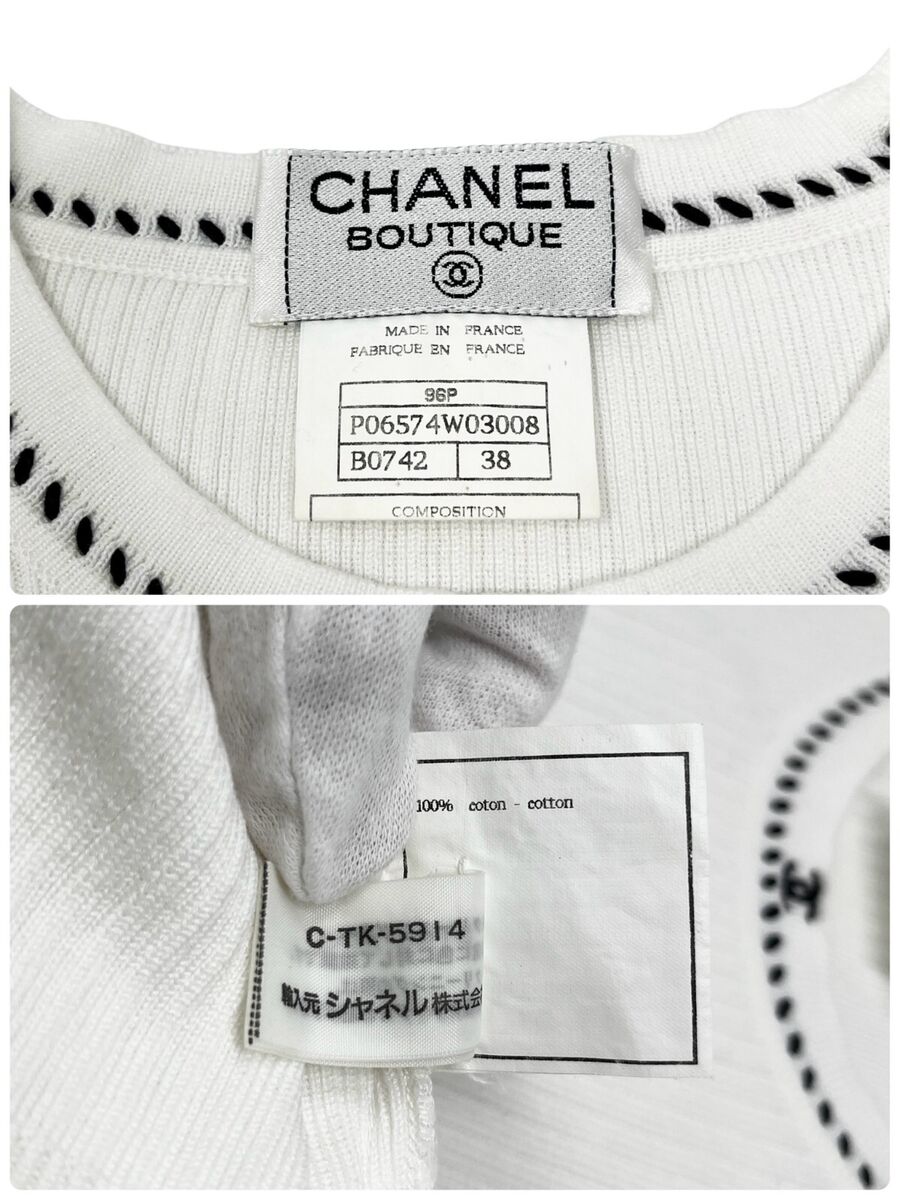 CHANEL
BOUTIQUE
MADE IN FRANCE
FABRIQUE EN FRANCE
96P
P06574W03008
B0742 38
COMPOSITION
100% coton - cotton
C-TK-5914
輸入元 シャネル 株式会